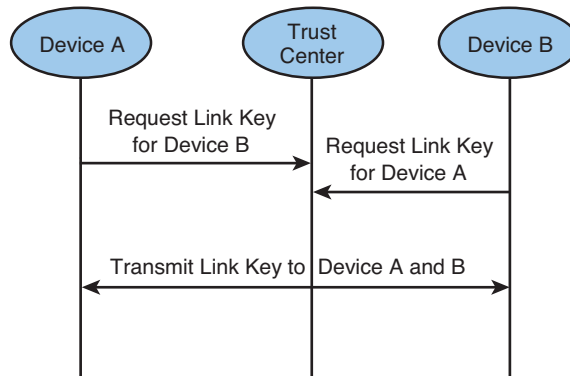 Device A
Trust
Center
Device B
Request Link Key
for Device B
Request Link Key
for Device A
Transmit Link Key to Device A and B